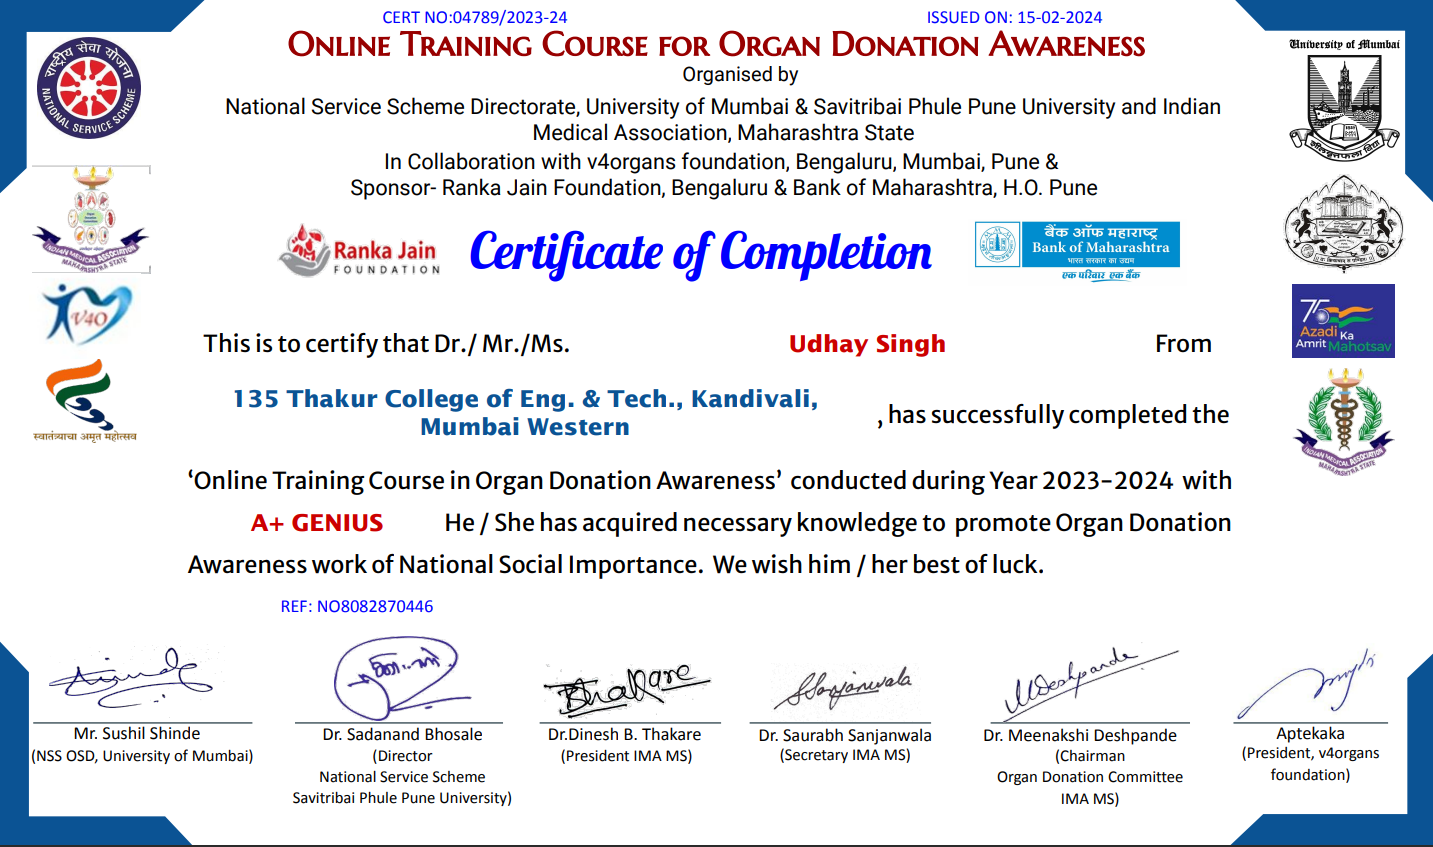 CERT NO:04789/2023-24
ISSUED ON: 15-02-2024
ONLINE TRAINING COURSE FOR ORGAN DONATION AWARENESS
Organised by
National Service Scheme Directorate, University of Mumbai & Savitribai Phule Pune University and Indian
Medical Association, Maharashtra State
In Collaboration with v4organs foundation, Bengaluru, Mumbai, Pune &
Sponsor- Ranka Jain Foundation, Bengaluru & Bank of Maharashtra, H.O. Pune
राष्ट्रीय सेवा योजना
NATIONAL SERVICE SCHEME
University of Mumbai
INDIAN MEDICAL ASSOCIATION
MAHARASHTRA STATE
V4O
स्वातंत्र्याचा अमृत महोत्सव
Ranka Jain
FOUNDATION
Certificate of Completion
बैंक ऑफ महाराष्ट्र
Bank of Maharashtra
भारत सरकार का उद्यम
एक परिवार एक बैंक
75
Azadi Ka
Amrit Mahotsav
INDIAN MEDICAL ASSOCIATION
MAHARASHTRA STATE
This is to certify that Dr./ Mr./Ms. Udhay Singh From
135 Thakur College of Eng. & Tech., Kandivali,
Mumbai Western
, has successfully completed the
‘Online Training Course in Organ Donation Awareness’ conducted during Year 2023-2024 with
A+ GENIUS He / She has acquired necessary knowledge to promote Organ Donation
Awareness work of National Social Importance. We wish him / her best of luck.
REF: NO8082870446
Bhakare
SSanjanwala
MDeshpande
Mr. Sushil Shinde
(NSS OSD, University of Mumbai)
Dr. Sadanand Bhosale
(Director
National Service Scheme
Savitribai Phule Pune University)
Dr.Dinesh B. Thakare
(President IMA MS)
Dr. Saurabh Sanjanwala
(Secretary IMA MS)
Dr. Meenakshi Deshpande
(Chairman
Organ Donation Committee
IMA MS)
Aptekaka
(President, v4organs
foundation)